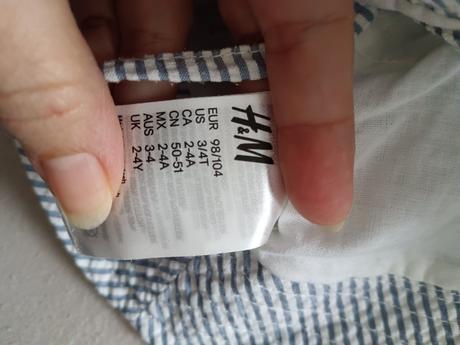 H&M
EUR 98/104
US 3/4T
CA 2-4A
CN 50-51
MX 2-4A
AUS 3-4
UK 2-4Y